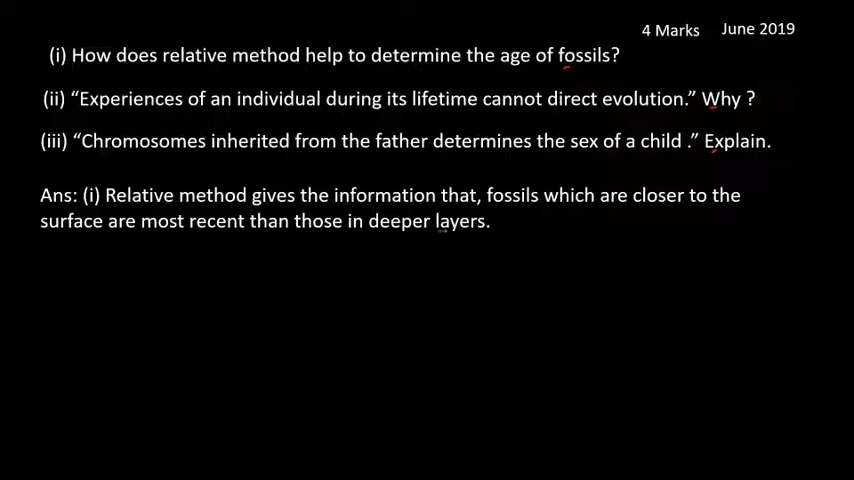 4 Marks June 2019
(i) How does relative method help to determine the age of fossils?
(ii) “Experiences of an individual during its lifetime cannot direct evolution.” Why ?
(iii) “Chromosomes inherited from the father determines the sex of a child .” Explain.
Ans: (i) Relative method gives the information that, fossils which are closer to the
surface are most recent than those in deeper layers.